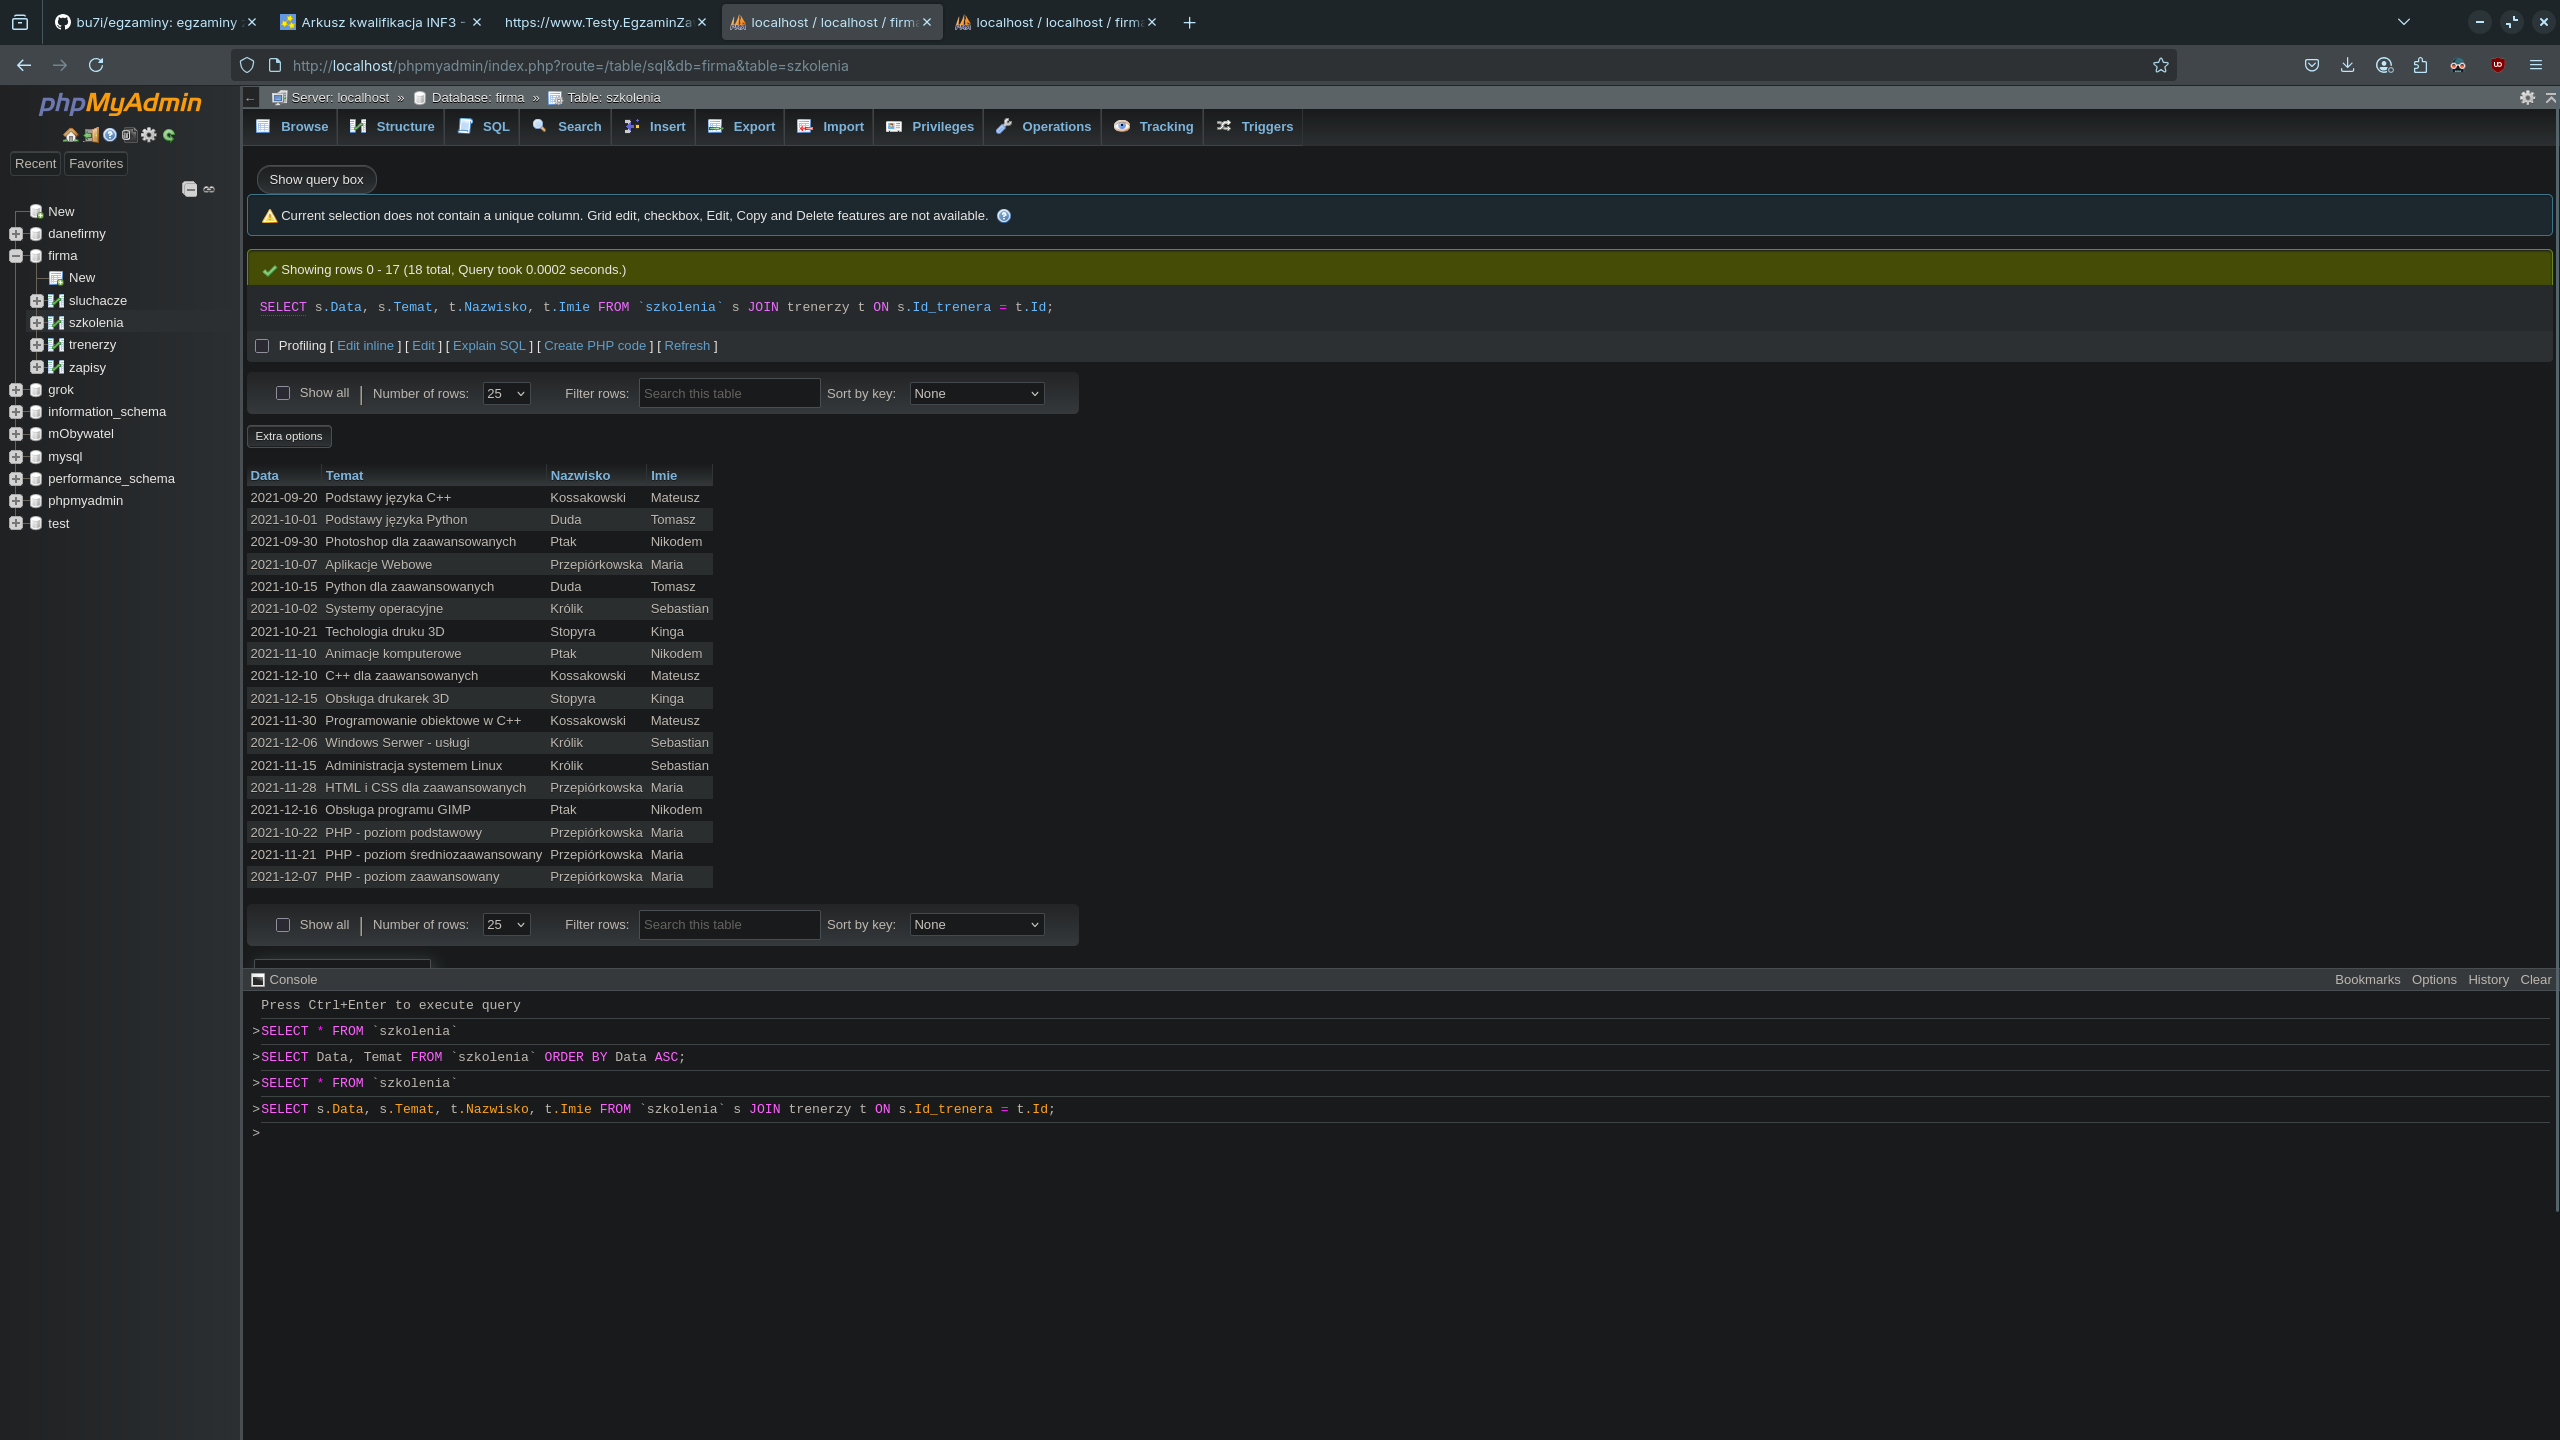 bu7i/egzaminy: egzaminy
Arkusz kwalifikacja INF3 -
https://www.Testy.EgzaminZa
localhost / localhost / firm
localhost / localhost / firm
http://localhost/phpmyadmin/index.php?route=/table/sql&db=firma&table=szkolenia
phpMyAdmin
Recent Favorites
New
danefirmy
firma
New
sluchacze
szkolenia
trenerzy
zapisy
grok
information_schema
mObywatel
mysql
performance_schema
phpmyadmin
test
Server: localhost » Database: firma » Table: szkolenia
Browse Structure SQL Search Insert Export Import Privileges Operations Tracking Triggers
Show query box
Current selection does not contain a unique column. Grid edit, checkbox, Edit, Copy and Delete features are not available.
Showing rows 0 - 17 (18 total, Query took 0.0002 seconds.)
SELECT s.Data, s.Temat, t.Nazwisko, t.Imie FROM `szkolenia` s JOIN trenerzy t ON s.Id_trenera = t.Id;
Profiling [ Edit inline ] [ Edit ] [ Explain SQL ] [ Create PHP code ] [ Refresh ]
Show all | Number of rows: 25 Filter rows: Search this table Sort by key: None
Extra options
Data Temat Nazwisko Imie
2021-09-20 Podstawy języka C++ Kossakowski Mateusz
2021-10-01 Podstawy języka Python Duda Tomasz
2021-09-30 Photoshop dla zaawansowanych Ptak Nikodem
2021-10-07 Aplikacje Webowe Przepiórkowska Maria
2021-10-15 Python dla zaawansowanych Duda Tomasz
2021-10-02 Systemy operacyjne Królik Sebastian
2021-10-21 Techologia druku 3D Stopyra Kinga
2021-11-10 Animacje komputerowe Ptak Nikodem
2021-12-10 C++ dla zaawansowanych Kossakowski Mateusz
2021-12-15 Obsługa drukarek 3D Stopyra Kinga
2021-11-30 Programowanie obiektowe w C++ Kossakowski Mateusz
2021-12-06 Windows Serwer - usługi Królik Sebastian
2021-11-15 Administracja systemem Linux Królik Sebastian
2021-11-28 HTML i CSS dla zaawansowanych Przepiórkowska Maria
2021-12-16 Obsługa programu GIMP Ptak Nikodem
2021-10-22 PHP - poziom podstawowy Przepiórkowska Maria
2021-11-21 PHP - poziom średniozaawansowany Przepiórkowska Maria
2021-12-07 PHP - poziom zaawansowany Przepiórkowska Maria
Show all | Number of rows: 25 Filter rows: Search this table Sort by key: None
Console Bookmarks Options History Clear
Press Ctrl+Enter to execute query
>SELECT * FROM `szkolenia`
>SELECT Data, Temat FROM `szkolenia` ORDER BY Data ASC;
>SELECT * FROM `szkolenia`
>SELECT s.Data, s.Temat, t.Nazwisko, t.Imie FROM `szkolenia` s JOIN trenerzy t ON s.Id_trenera = t.Id;
>